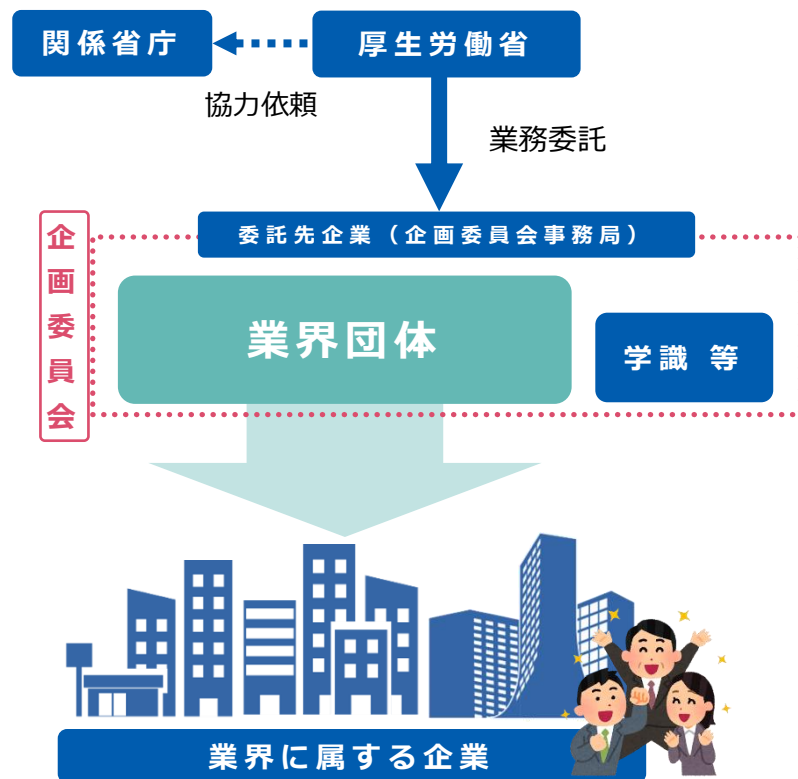 関係省庁
厚生労働省
協力依頼
業務委託
企画委員会
委託先企業（企画委員会事務局）
業界団体
学識 等
業界に属する企業